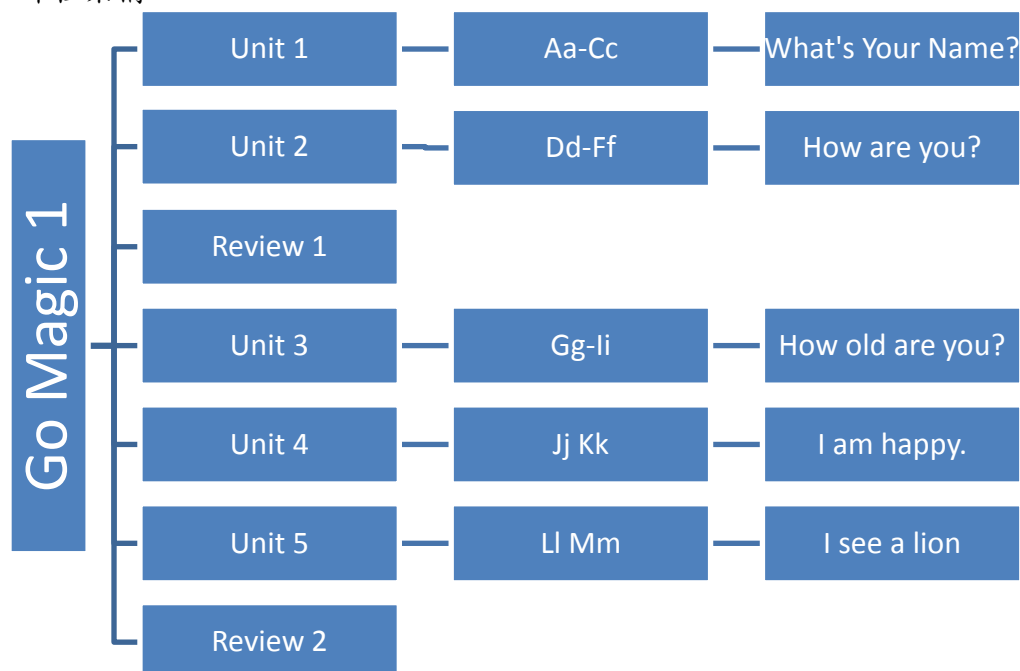 Go Magic 1
Unit 1
Aa-Cc
What's Your Name?
Unit 2
Dd-Ff
How are you?
Review 1
Unit 3
Gg-Ii
How old are you?
Unit 4
Jj Kk
I am happy.
Unit 5
Ll Mm
I see a lion
Review 2